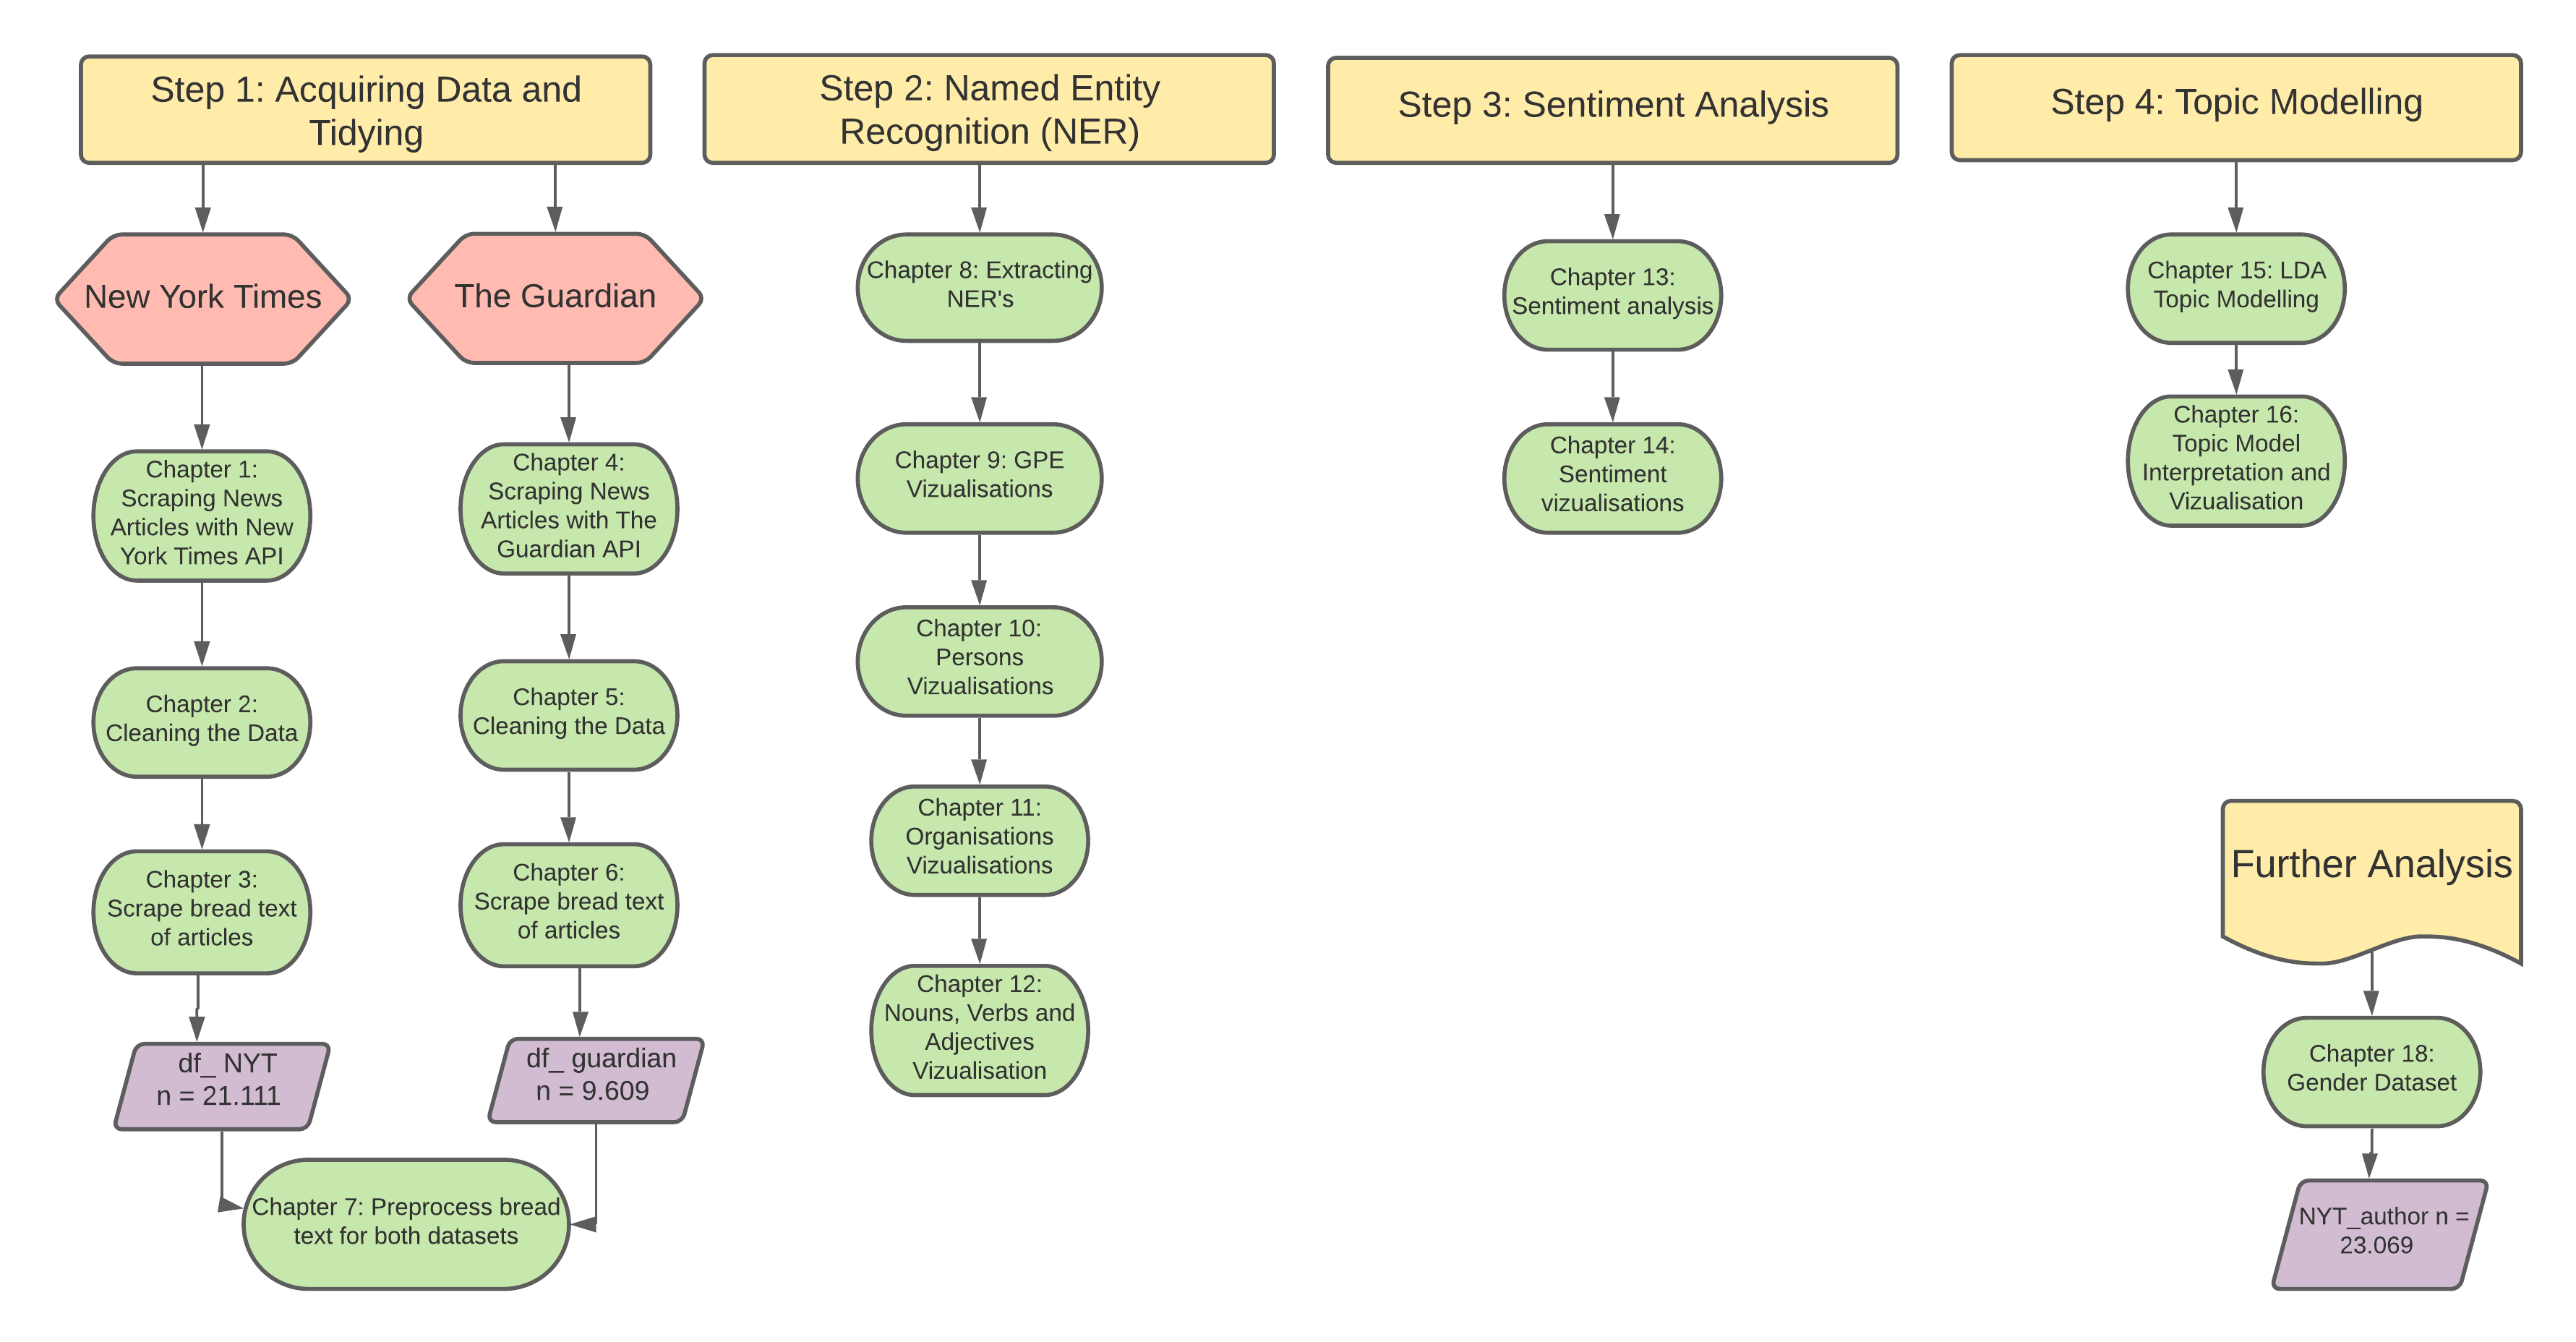 Step 1: Acquiring Data and
Tidying
New York Times
The Guardian
Chapter 1:
Scraping News
Articles with New
York Times API
Chapter 4:
Scraping News
Articles with The
Guardian API
Chapter 2:
Cleaning the Data
Chapter 5:
Cleaning the Data
Chapter 3:
Scrape bread text
of articles
Chapter 6:
Scrape bread text
of articles
df_ NYT
n = 21.111
df_ guardian
n = 9.609
Chapter 7: Preprocess bread
text for both datasets
Step 2: Named Entity
Recognition (NER)
Chapter 8: Extracting
NER's
Chapter 9: GPE
Vizualisations
Chapter 10:
Persons
Vizualisations
Chapter 11:
Organisations
Vizualisations
Chapter 12:
Nouns, Verbs and
Adjectives
Vizualisation
Step 3: Sentiment Analysis
Chapter 13:
Sentiment analysis
Chapter 14:
Sentiment
vizualisations
Step 4: Topic Modelling
Chapter 15: LDA
Topic Modelling
Chapter 16:
Topic Model
Interpretation and
Vizualisation
Further Analysis
Chapter 18:
Gender Dataset
NYT_author n =
23.069